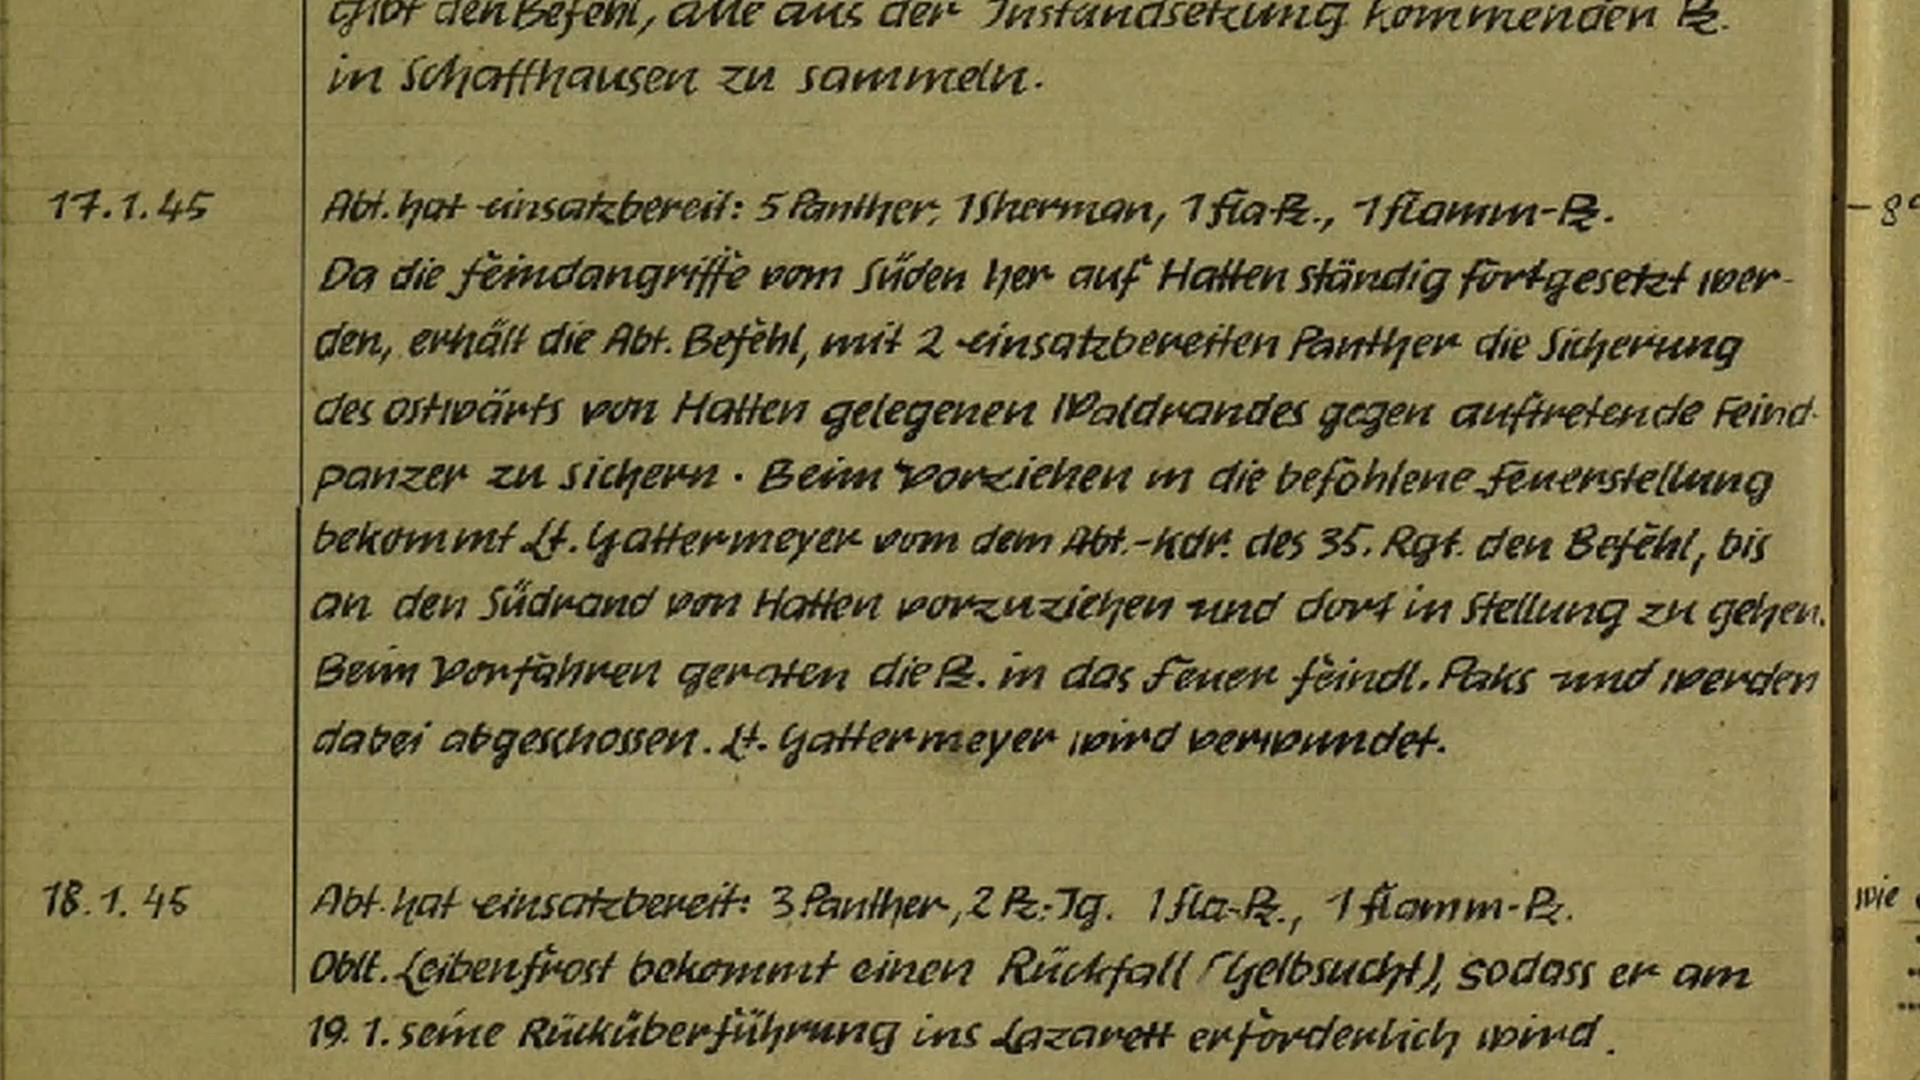 gibt den Befehl, alle aus der Instandsetzung kommenden Pz.
in Schaffhausen zu sammeln.
17.1.45 Abt. hat einsatzbereit: 5 Panther, 1 Sherman, 1 Fla-Pz., 1 Flamm-Pz.
Da die Feindangriffe vom Süden her auf Hatten ständig fortgesetzt wer-
den, erhält die Abt. Befehl, mit 2 einsatzbereiten Panther die Sicherung
des ostwärts von Hatten gelegenen Waldrandes gegen auftretende Feind-
panzer zu sichern. Beim Vorziehen in die befohlene Feuerstellung
bekommt Lt. Gattermeyer vom dem Abt.-Kdr. des 35. Rgt. den Befehl, bis
an den Südrand von Hatten vorzuziehen und dort in Stellung zu gehen.
Beim Vorfahren geraten die Pz. in das Feuer feindl. Paks und werden
dabei abgeschossen. Lt. Gattermeyer wird verwundet.
18.1.45 Abt. hat einsatzbereit: 3 Panther, 2 Pz.-Jg. 1 Fla-Pz., 1 Flamm-Pz.
wie
Oblt. Leibenfrost bekommt einen Rückfall (Gelbsucht), sodass er am
19.1. seine Rücküberführung ins Lazarett erforderlich wird.